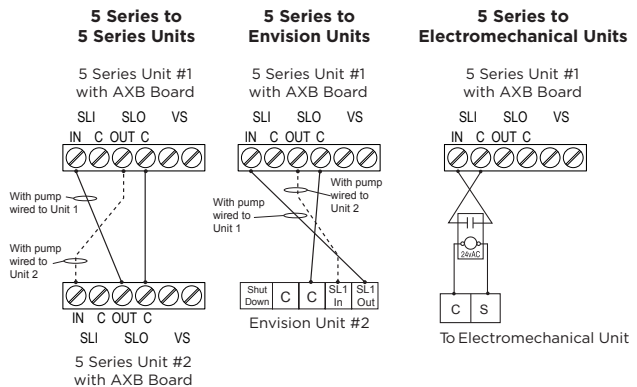 5 Series to
5 Series Units
5 Series Unit #1
with AXB Board
SLI SLO VS
IN C OUT C
With pump
wired to Unit 1
With pump
wired to
Unit 2
IN C OUT C
SLI SLO VS
5 Series Unit #2
with AXB Board
5 Series to
Envision Units
5 Series Unit #1
with AXB Board
SLI SLO VS
IN C OUT C
With pump
wired to
Unit 2
With pump
wired to
Unit 1
Shut
Down
C
C
SL1
In
SL1
Out
Envision Unit #2
5 Series to
Electromechanical Units
5 Series Unit #1
with AXB Board
SLI SLO VS
IN C OUT C
24vAC
C S
To Electromechanical Unit